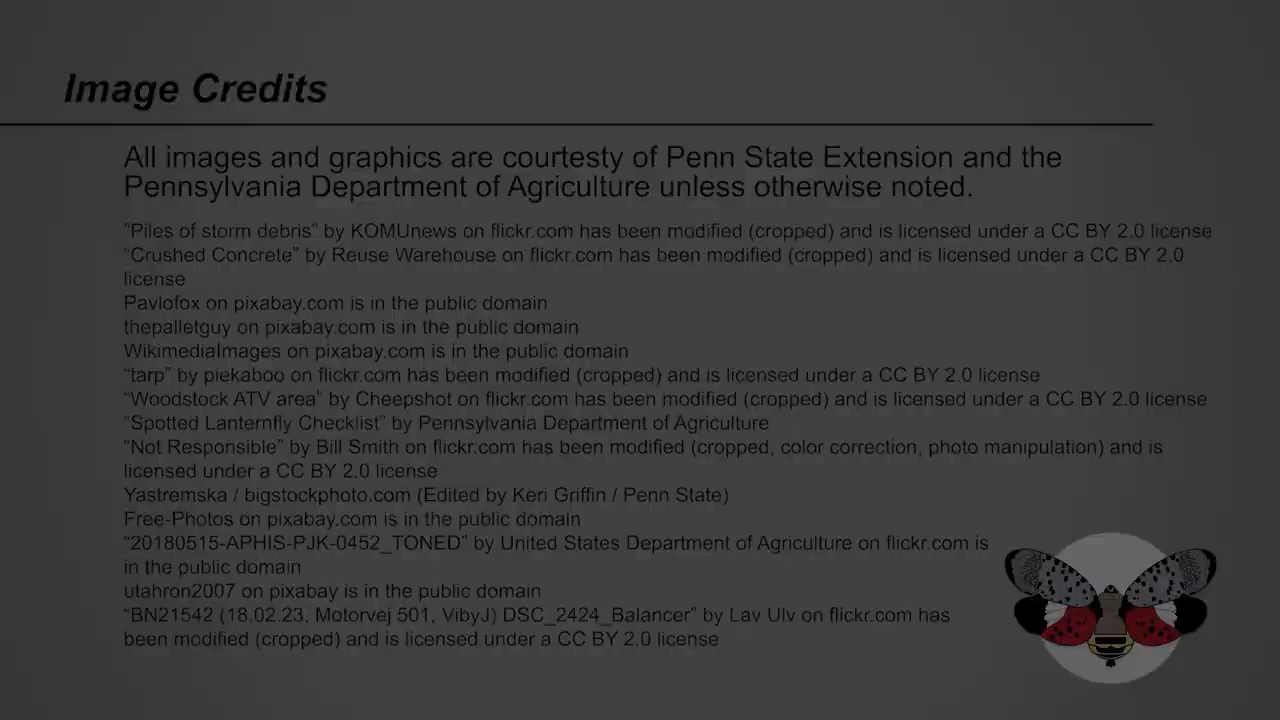 Image Credits
All images and graphics are courtesty of Penn State Extension and the
Pennsylvania Department of Agriculture unless otherwise noted.
"Piles of storm debris" by KOMUnews on flickr.com has been modified (cropped) and is licensed under a CC BY 2.0 license
"Crushed Concrete" by Reuse Warehouse on flickr.com has been modified (cropped) and is licensed under a CC BY 2.0
license
Pavlofox on pixabay.com is in the public domain
thepalletguy on pixabay.com is in the public domain
WikimediaImages on pixabay.com is in the public domain
"tarp" by piekaboo on flickr.com has been modified (cropped) and is licensed under a CC BY 2.0 license
"Woodstock ATV area" by Cheepshot on flickr.com has been modified (cropped) and is licensed under a CC BY 2.0 license
"Spotted Lanternfly Checklist" by Pennsylvania Department of Agriculture
"Not Responsible" by Bill Smith on flickr.com has been modified (cropped, color correction, photo manipulation) and is
licensed under a CC BY 2.0 license
Yastremska / bigstockphoto.com (Edited by Keri Griffin / Penn State)
Free-Photos on pixabay.com is in the public domain
"20180515-APHIS-PJK-0452_TONED" by United States Department of Agriculture on flickr.com is
in the public domain
utahron2007 on pixabay is in the public domain
"BN21542 (18.02.23, Motorvej 501, VibyJ) DSC_2424_Balancer" by Lav Ulv on flickr.com has
been modified (cropped) and is licensed under a CC BY 2.0 license